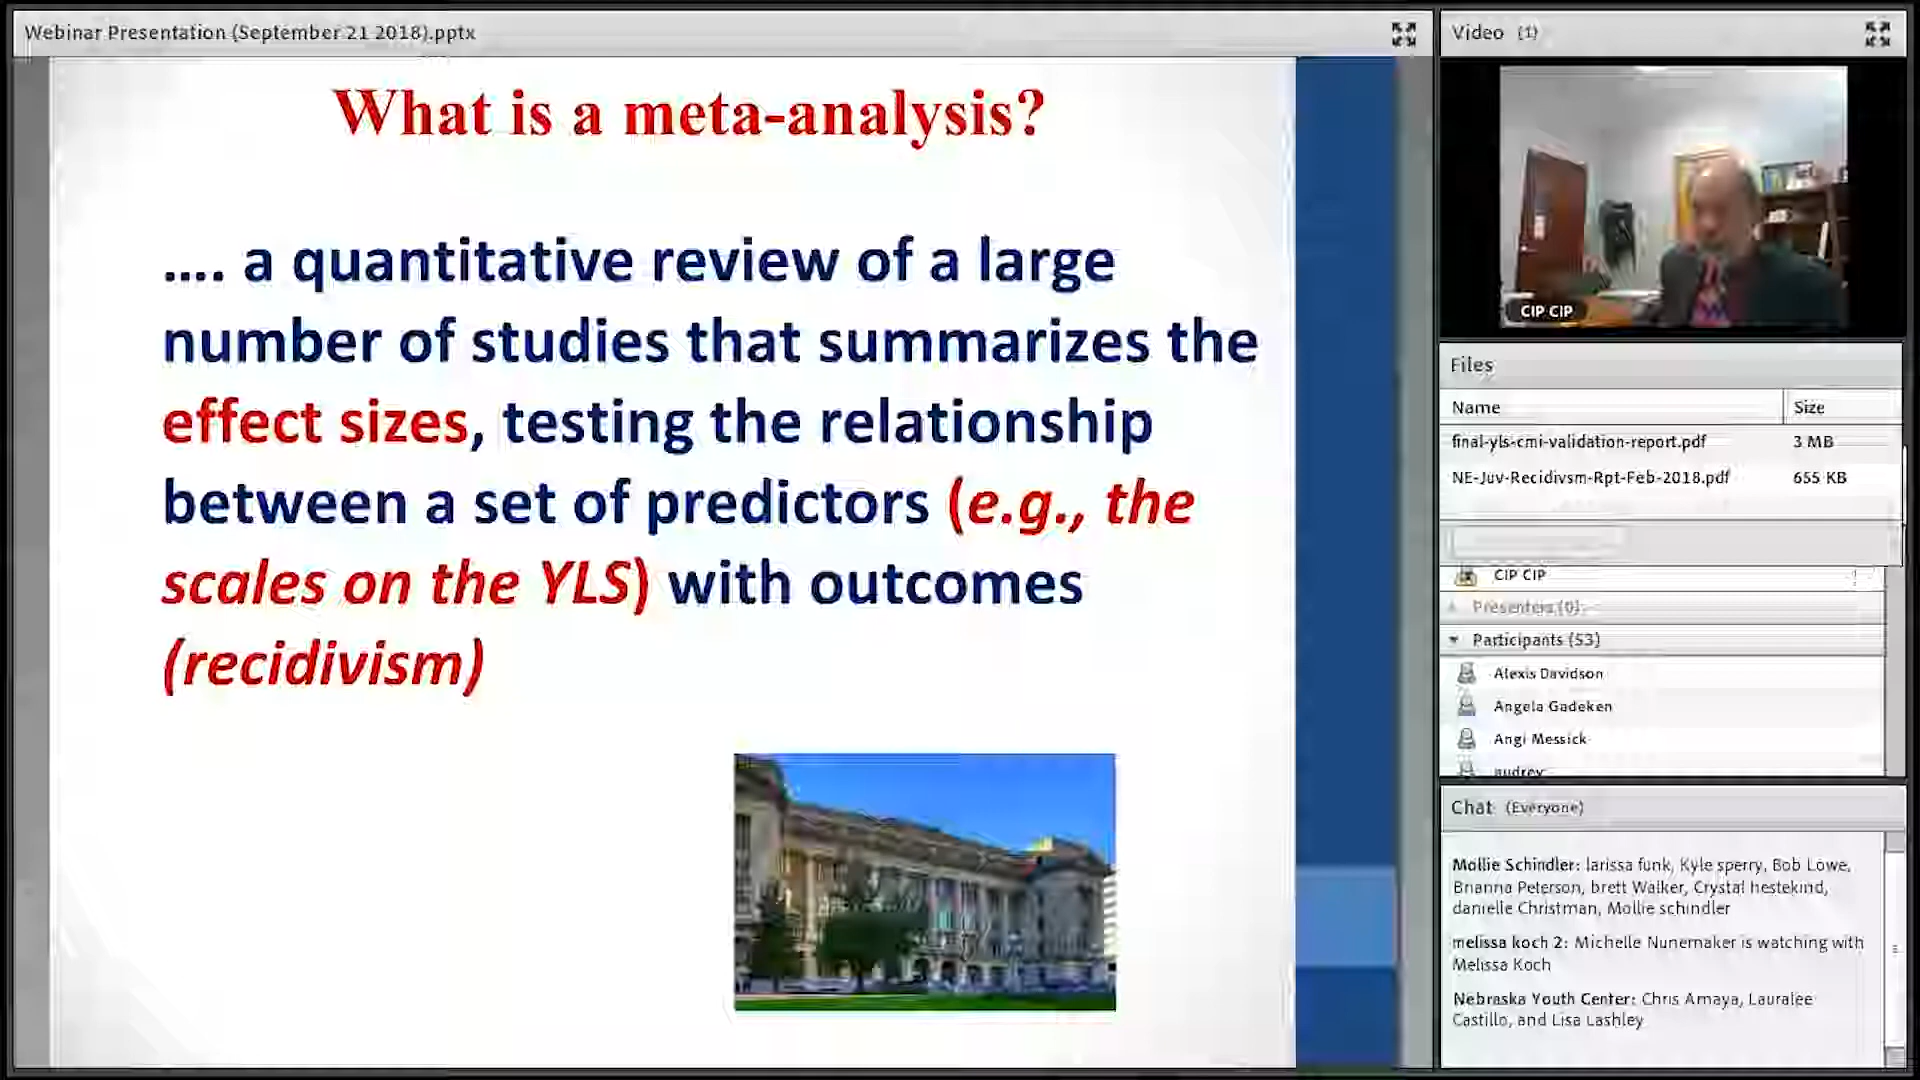 Webinar Presentation (September 21 2018).pptx
What is a meta-analysis?
.... a quantitative review of a large
number of studies that summarizes the
effect sizes, testing the relationship
between a set of predictors (e.g., the
scales on the YLS) with outcomes
(recidivism)
Video (1)
CIP CIP
Files
Name Size
final-yls-cmi-validation-report.pdf 3 MB
NE-Juv-Recidivsm-Rpt-Feb-2018.pdf 655 KB
CIP CIP
Presenters (0)
Participants (53)
Alexis Davidson
Angela Gadeken
Angi Messick
audrey
Chat (Everyone)
Mollie Schindler: larissa funk, Kyle sperry, Bob Lowe,
Brianna Peterson, brett Walker, Crystal hestekind,
danielle Christman, Mollie schindler
melissa koch 2: Michelle Nunemaker is watching with
Melissa Koch
Nebraska Youth Center: Chris Amaya, Lauralee
Castillo, and Lisa Lashley